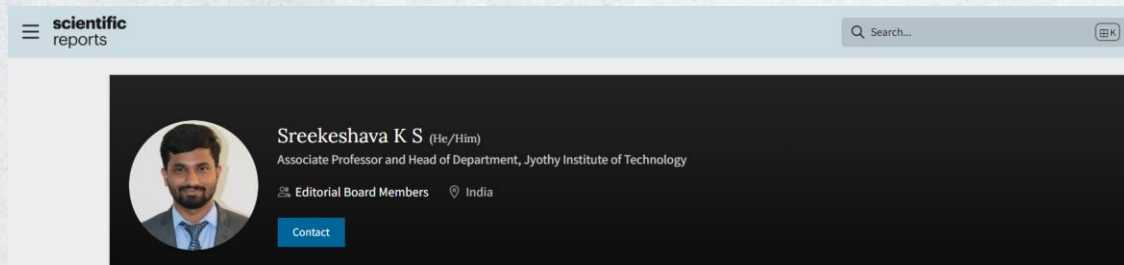 scientific
reports
Search...
K
Sreekeshava K S (He/Him)
Associate Professor and Head of Department, Jyothy Institute of Technology
Editorial Board Members India
Contact